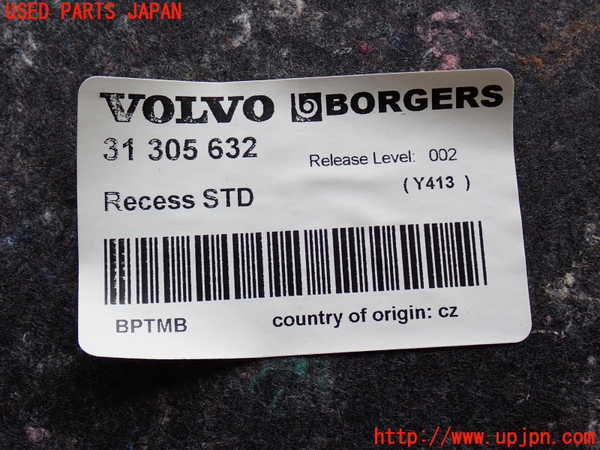 USED PARTS JAPAN
VOLVO BORGERS
31 305 632
Release Level: 002
(Y413)
Recess STD
BPTMB
country of origin: cz
http://www.upjpn.com/